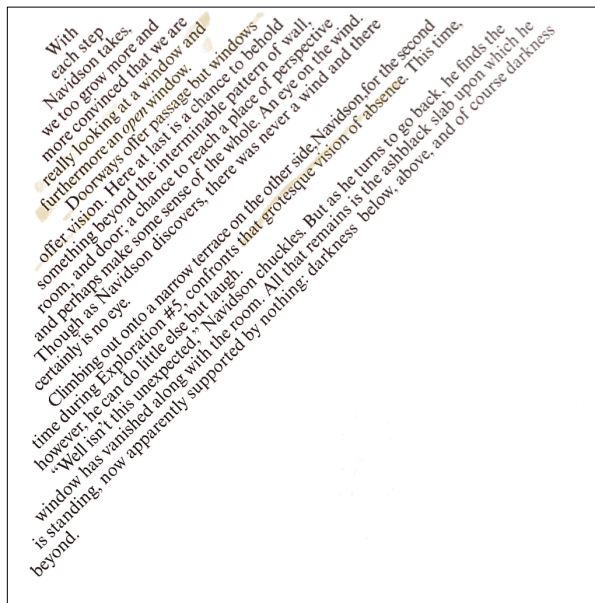 With
each step
Navidson takes,
we too grow more and
more convinced that we are
really looking at a window and
furthermore an open window.
Doorways offer passage but windows
offer vision. Here at last is a chance to behold
something beyond the interminable pattern of wall,
room, and door; a chance to reach a place of perspective
and perhaps make some sense of the whole. An eye on the wind.
Though as Navidson discovers, there was never a wind and there
certainly is no eye.
Climbing out onto a narrow terrace on the other side, Navidson for the second
time during Exploration #5, confronts that grotesque vision of absence. This time,
however, he can do little else but laugh.
“Well isn’t this unexpected,” Navidson chuckles. But as he turns to go back, he finds the
window has vanished along with the room. All that remains is the ashblack slab upon which he
is standing, now apparently supported by nothing: darkness below, above, and of course darkness
beyond.